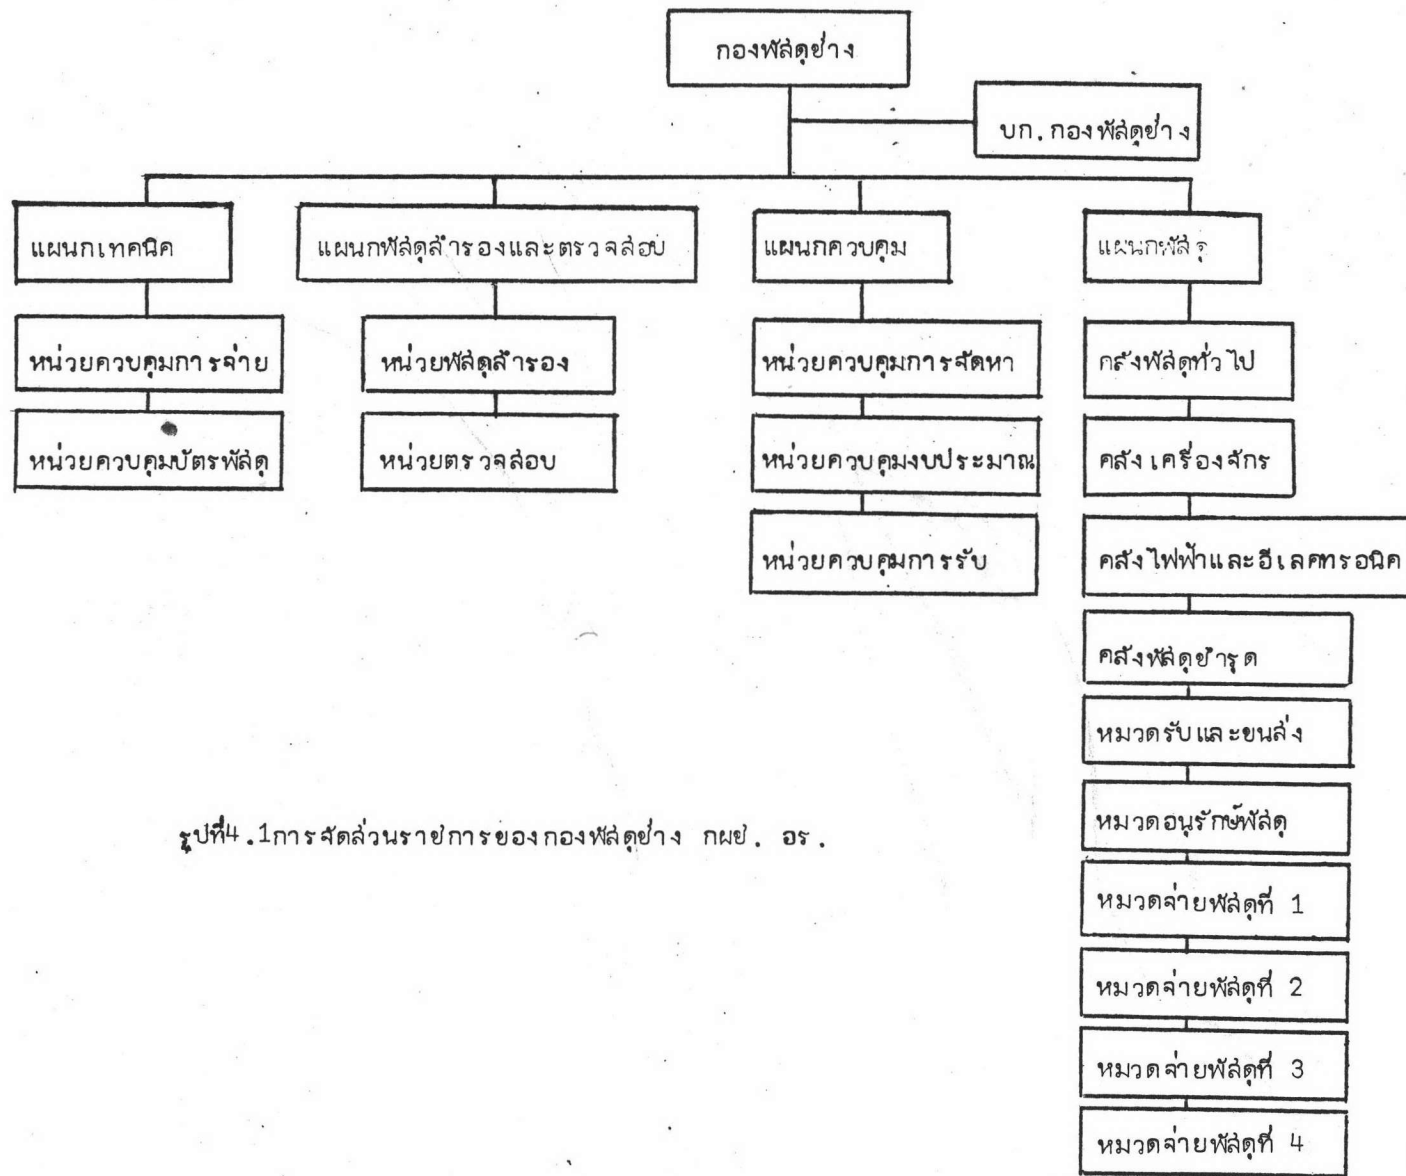 กองพัสดุช่าง
บก.กองพัสดุช่าง
แผนกเทคนิค
แผนกพัสดุสำรองและตรวจสอบ
แผนกควบคุม
แผนกพัสดุ
หน่วยควบคุมการจ่าย
หน่วยพัสดุสำรอง
หน่วยควบคุมการจัดหา
คลังพัสดุทั่วไป
หน่วยควบคุมบัตรพัสดุ
หน่วยตรวจสอบ
หน่วยควบคุมงบประมาณ
คลังเครื่องจักร
หน่วยควบคุมการรับ
คลังไฟฟ้าและอีเลคทรอนิค
คลังพัสดุชำรุด
หมวดรับและขนส่ง
หมวดอนุรักษ์พัสดุ
รูปที่4.1การจัดส่วนราชการของกองพัสดุช่าง กผช. อร.
หมวดจ่ายพัสดุที่ 1
หมวดจ่ายพัสดุที่ 2
หมวดจ่ายพัสดุที่ 3
หมวดจ่ายพัสดุที่ 4